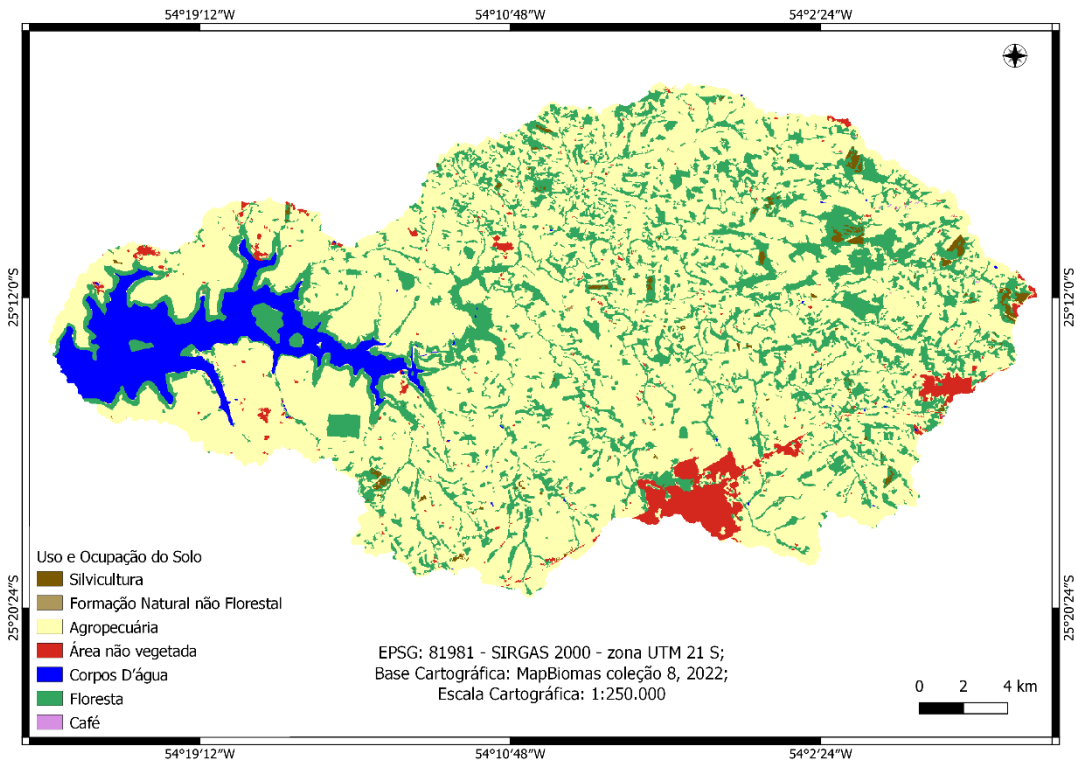 54°19'12"W 54°10'48"W 54°2'24"W
25°12'0"S 25°12'0"S
25°20'24"S 25°20'24"S
Uso e Ocupação do Solo
Silvicultura
Formação Natural não Florestal
Agropecuária
Área não vegetada
Corpos D'água
Floresta
Café
EPSG: 81981 - SIRGAS 2000 - zona UTM 21 S;
Base Cartográfica: MapBiomas coleção 8, 2022;
Escala Cartográfica: 1:250.000
0 2 4 km
54°19'12"W 54°10'48"W 54°2'24"W